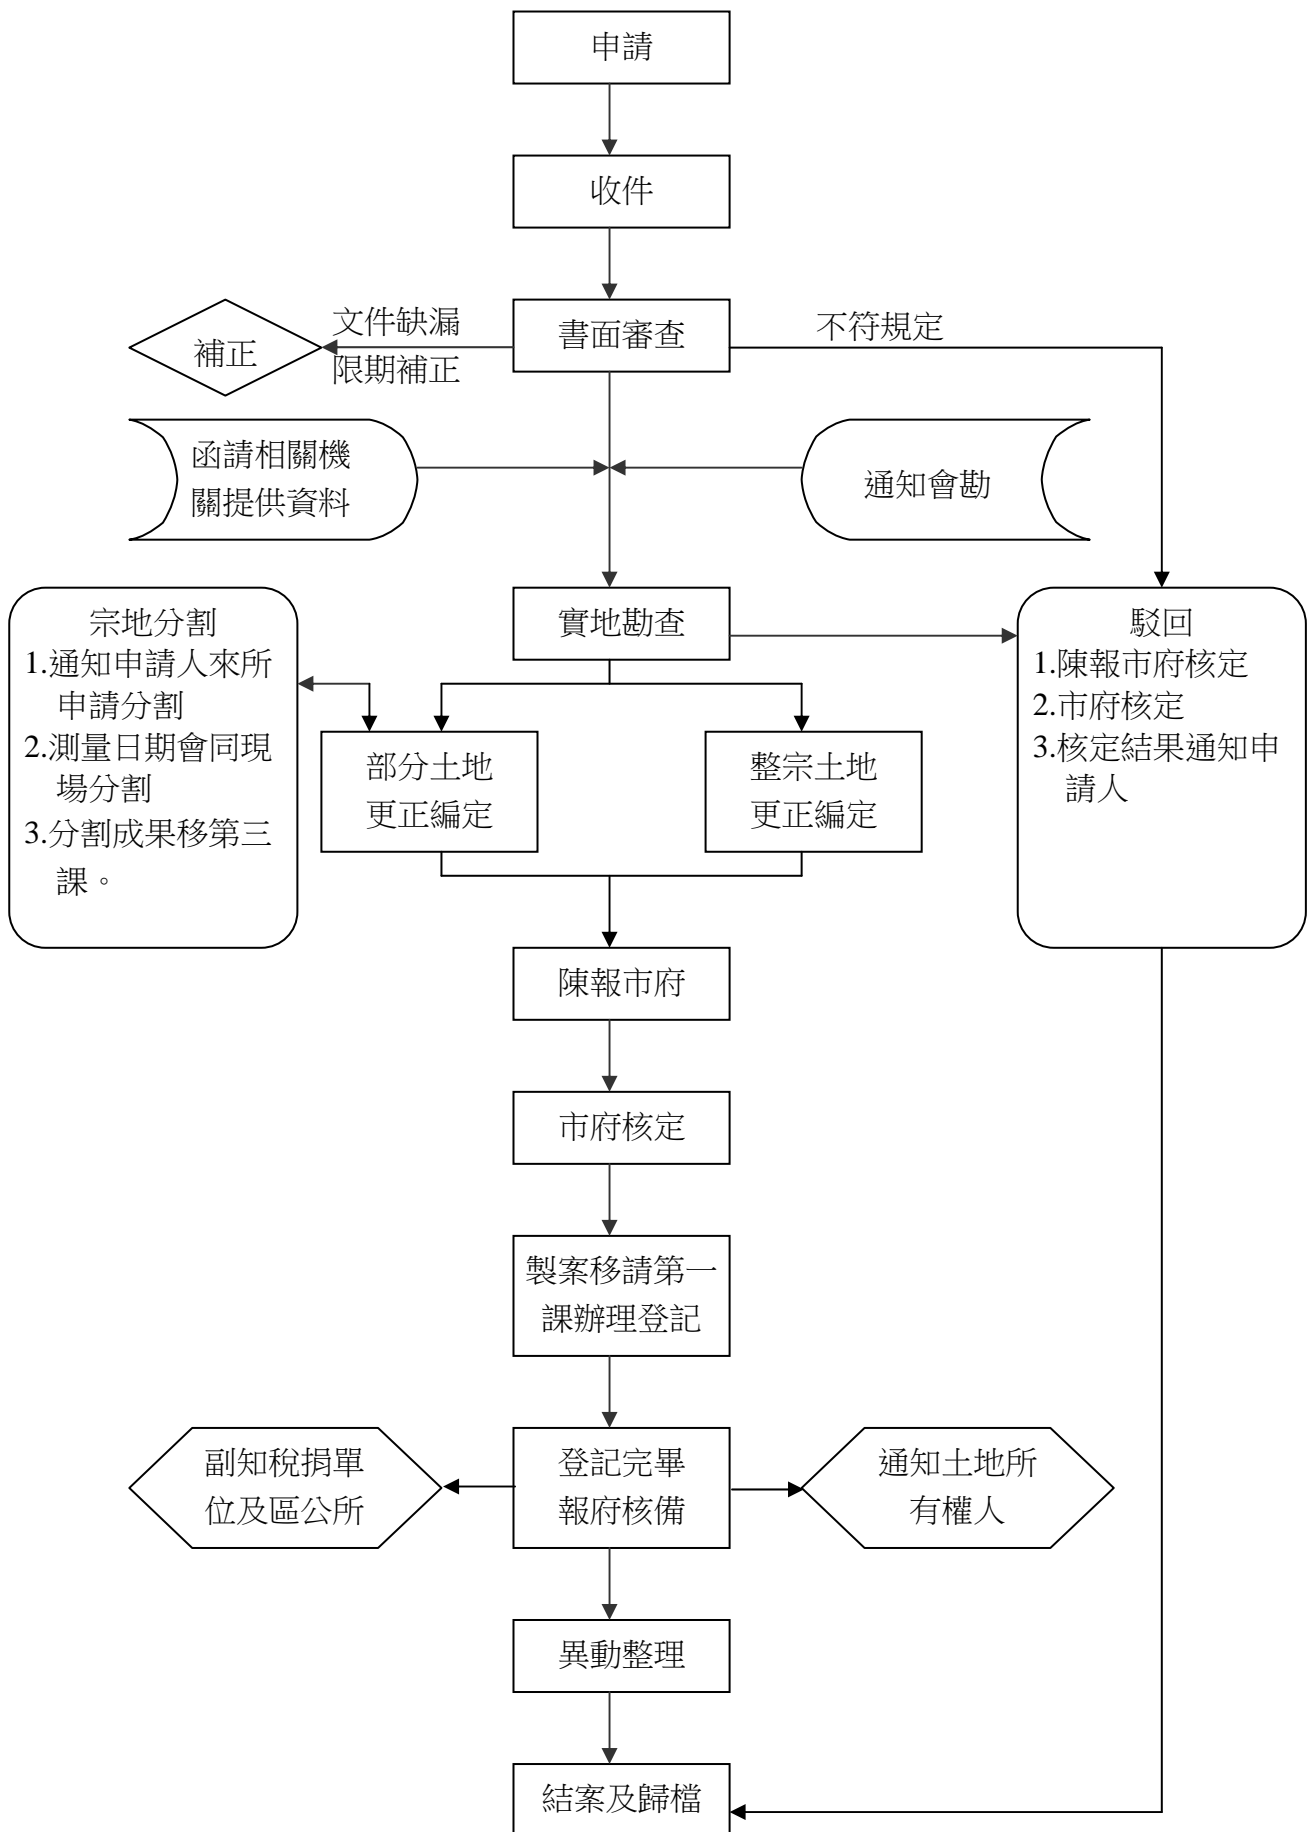 申請
收件
文件缺漏
書面審查
不符規定
補正
限期補正
函請相關機
關提供資料
通知會勘
宗地分割
1.通知申請人來所
申請分割
2.測量日期會同現
場分割
3.分割成果移第三
課。
實地勘查
駁回
1.陳報市府核定
2.市府核定
3.核定結果通知申
請人
部分土地
更正編定
整宗土地
更正編定
陳報市府
市府核定
製案移請第一
課辦理登記
副知稅捐單
位及區公所
登記完畢
報府核備
通知土地所
有權人
異動整理
結案及歸檔